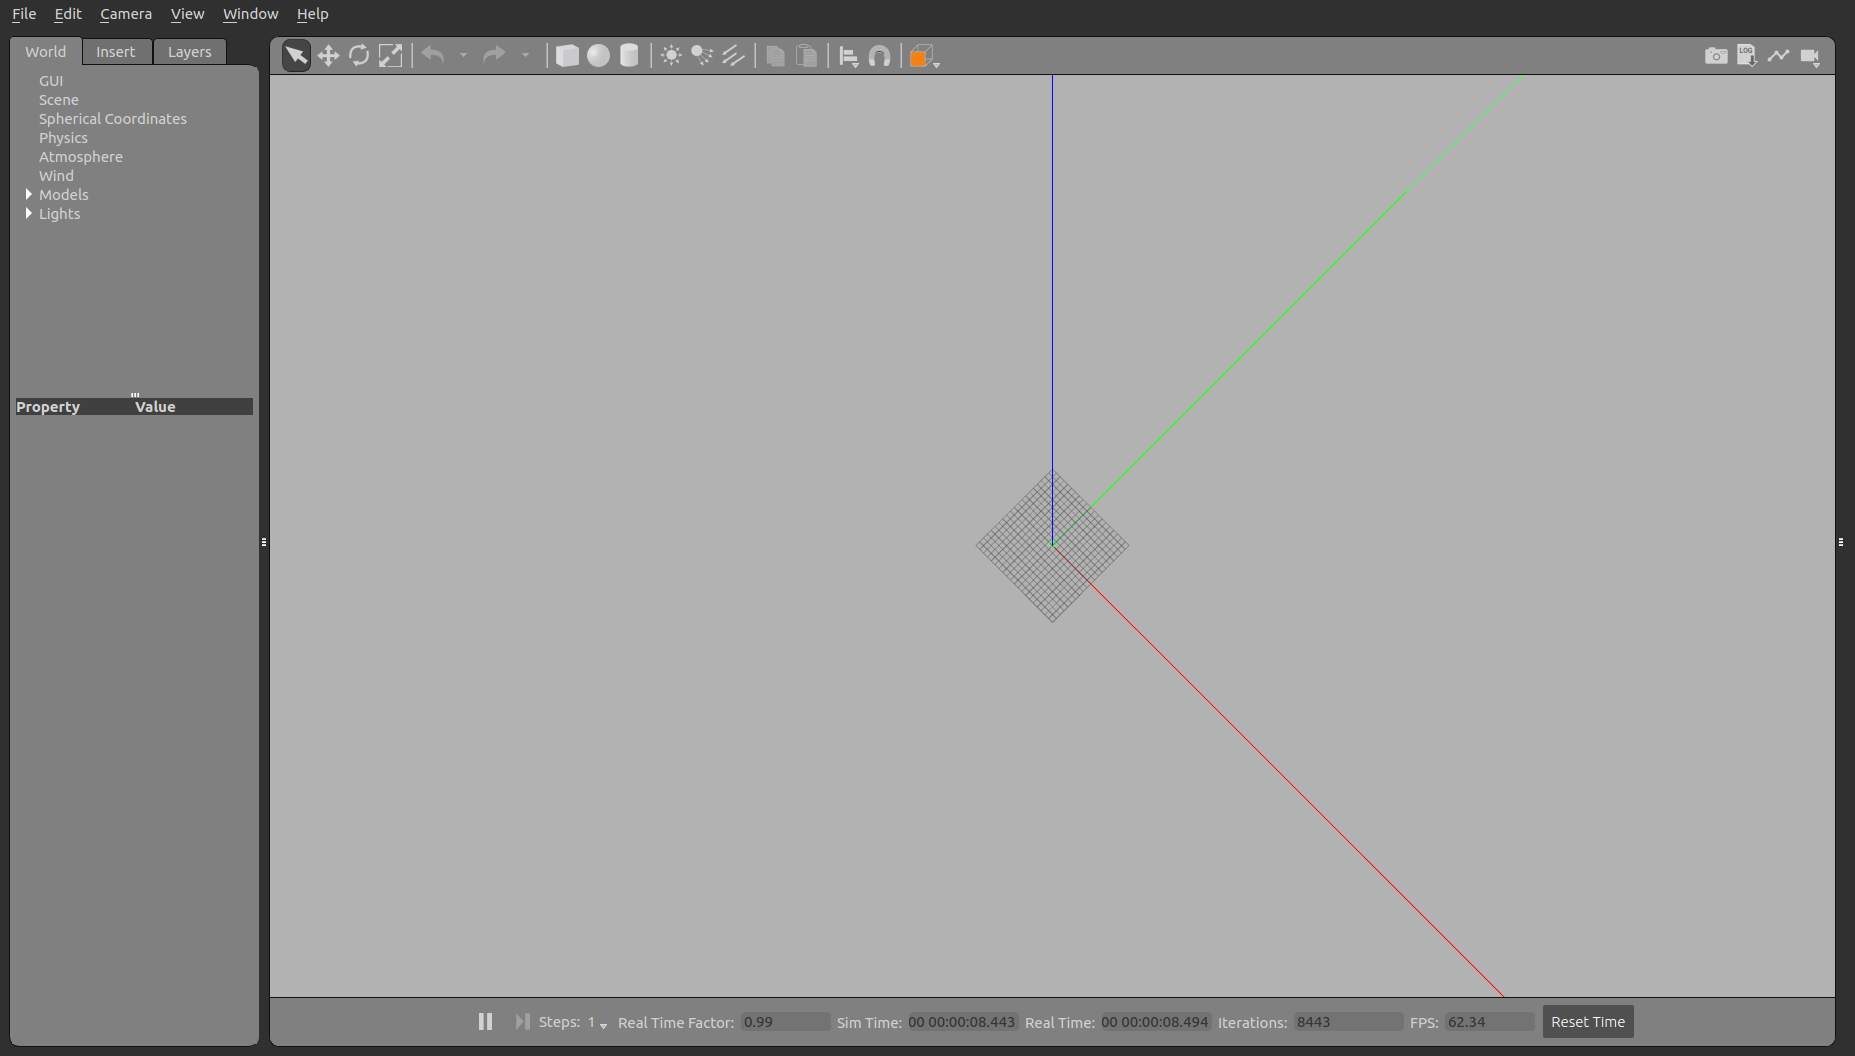 File Edit Camera View Window Help
World Insert Layers
LOG
GUI
Scene
Spherical Coordinates
Physics
Atmosphere
Wind
Models
Lights
Property Value
Steps: 1 Real Time Factor: 0.99 Sim Time: 00 00:00:08.443 Real Time: 00 00:00:08.494 Iterations: 8443 FPS: 62.34 Reset Time